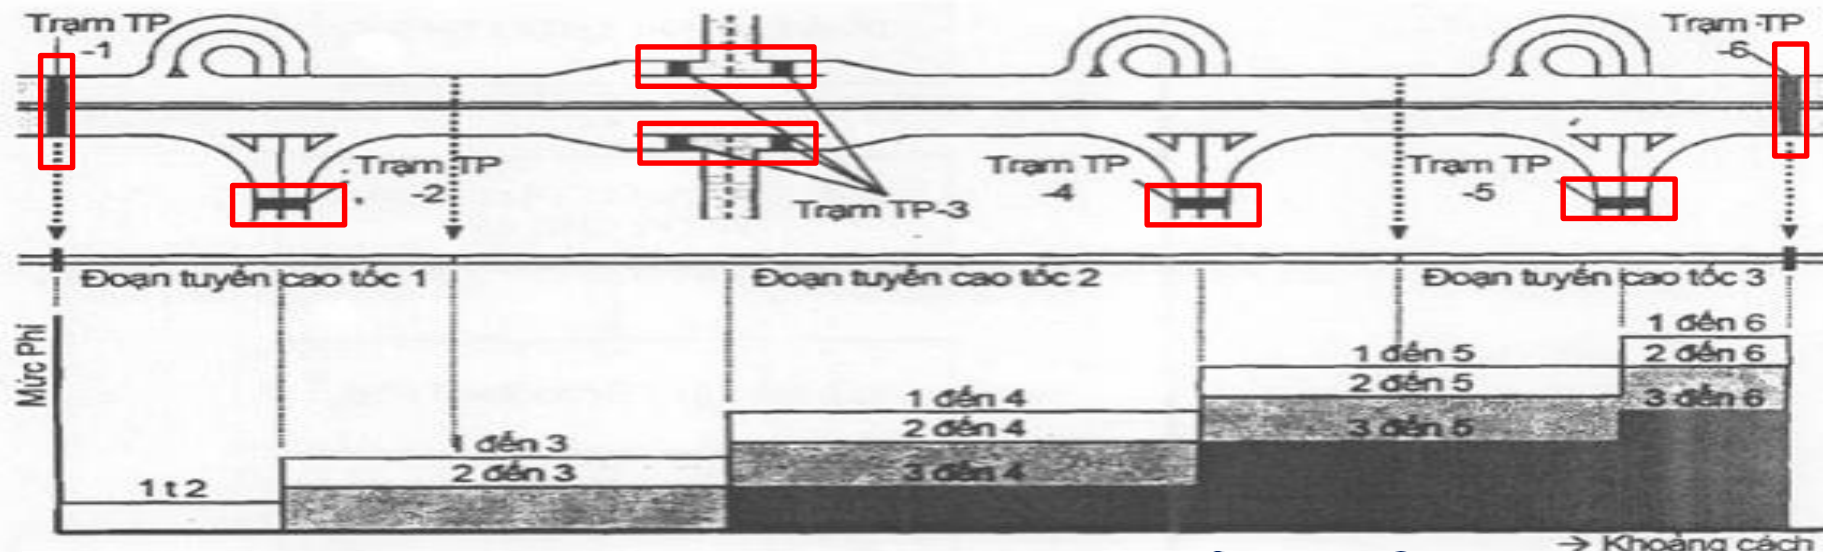 Trạm TP
-1
Trạm TP
-6
Trạm TP
-2
Trạm TP-3
Trạm TP
-4
Trạm TP
-5
Đoạn tuyến cao tốc 1
Đoạn tuyến cao tốc 2
Đoạn tuyến cao tốc 3
Mức Phí
1 t 2
1 đến 3
2 đến 3
1 đến 4
2 đến 4
3 đến 4
1 đến 5
2 đến 5
3 đến 5
1 đến 6
2 đến 6
3 đến 6
→ Khoảng cách